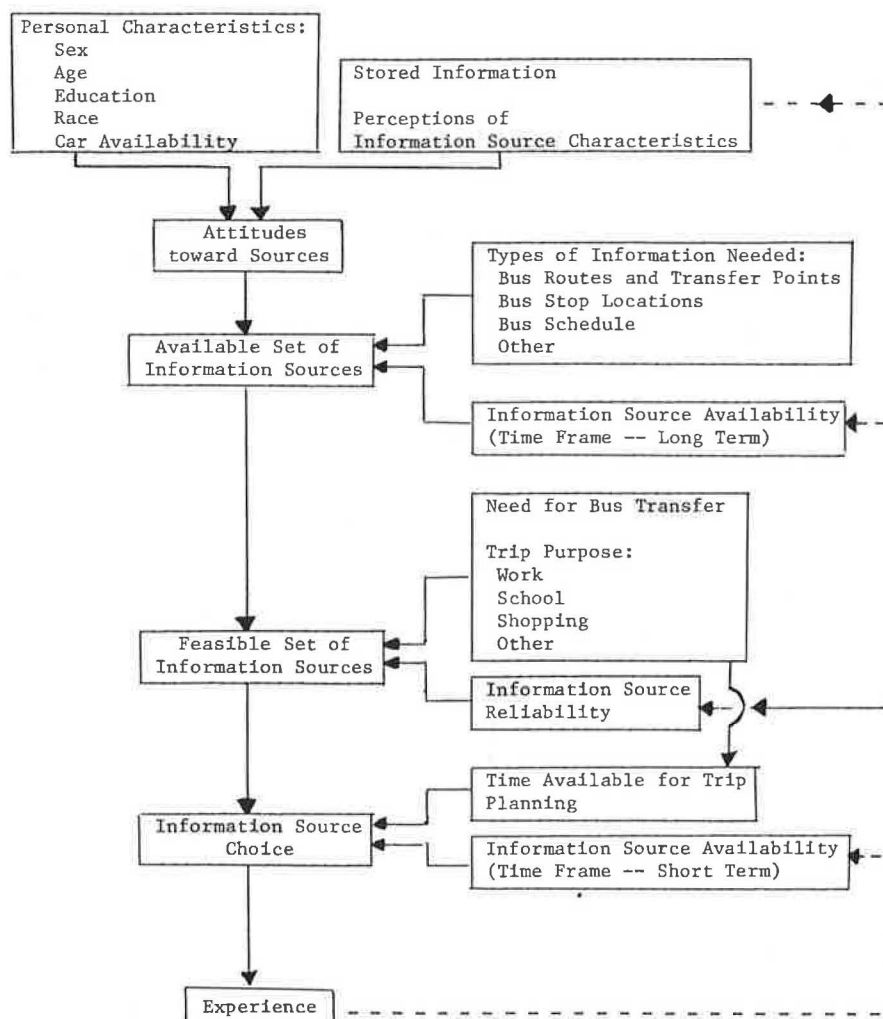 Personal Characteristics:
Sex
Age
Education
Race
Car Availability
Stored Information
Perceptions of
Information Source Characteristics
Attitudes
toward Sources
Types of Information Needed:
Bus Routes and Transfer Points
Bus Stop Locations
Bus Schedule
Other
Available Set of
Information Sources
Information Source Availability
(Time Frame -- Long Term)
Need for Bus Transfer
Trip Purpose:
Work
School
Shopping
Other
Feasible Set of
Information Sources
Information Source
Reliability
Time Available for Trip
Planning
Information Source
Choice
Information Source Availability
(Time Frame -- Short Term)
Experience